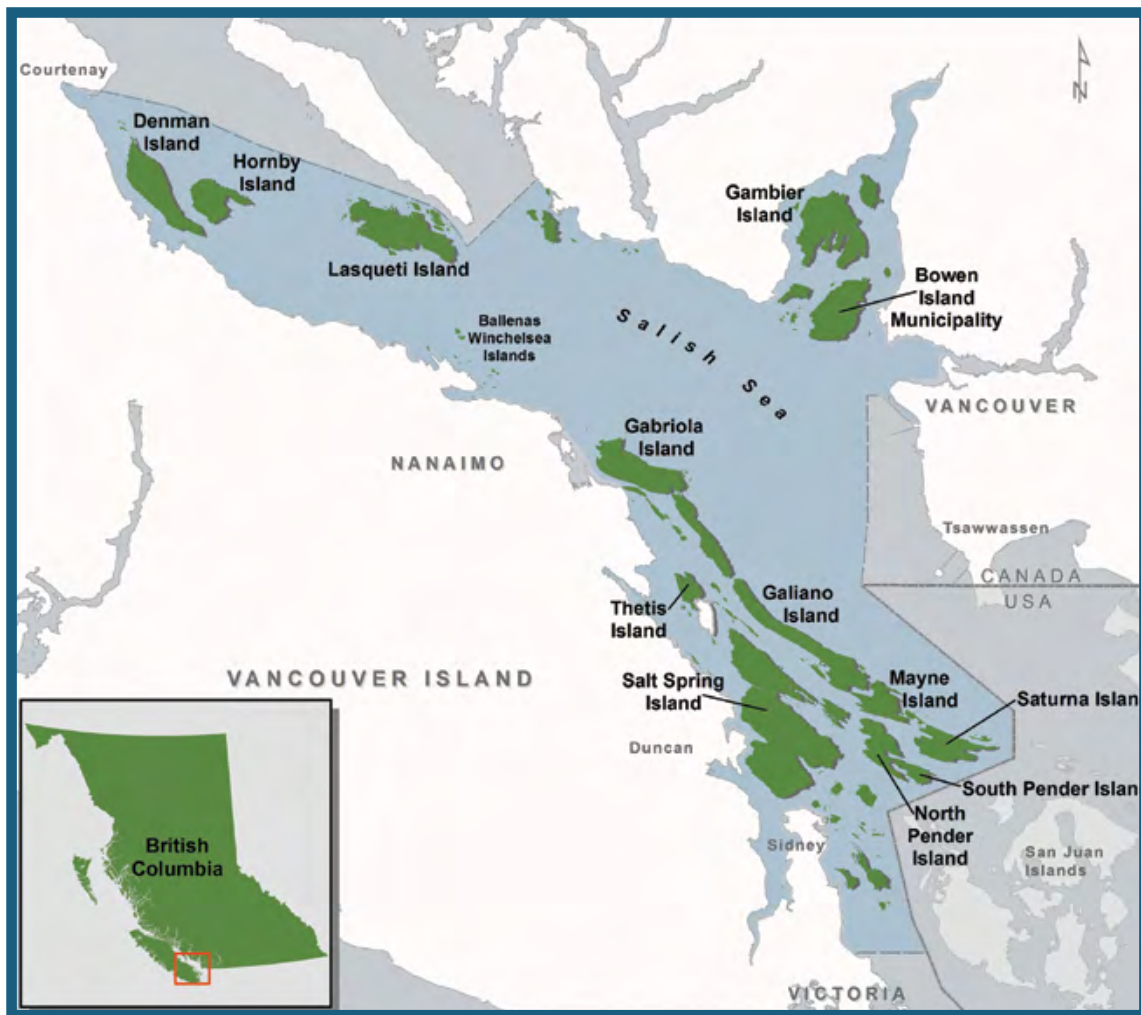 Courtenay
Denman
Island
Hornby
Island
Lasqueti Island
Ballenas
Winchelsea
Islands
Gambier
Island
N
Bowen
Island
Municipality
Salish Sea
VANCOUVER
Gabriola
Island
NANAIMO
Tsawwassen
CANADA
USA
Thetis
Island
Galiano
Island
VANCOUVER ISLAND
Salt Spring
Island
Mayne
Island
Saturna Islan
Duncan
South Pender Islan
North
Pender
Island
Sidney
San Juan
Islands
VICTORIA
British
Columbia